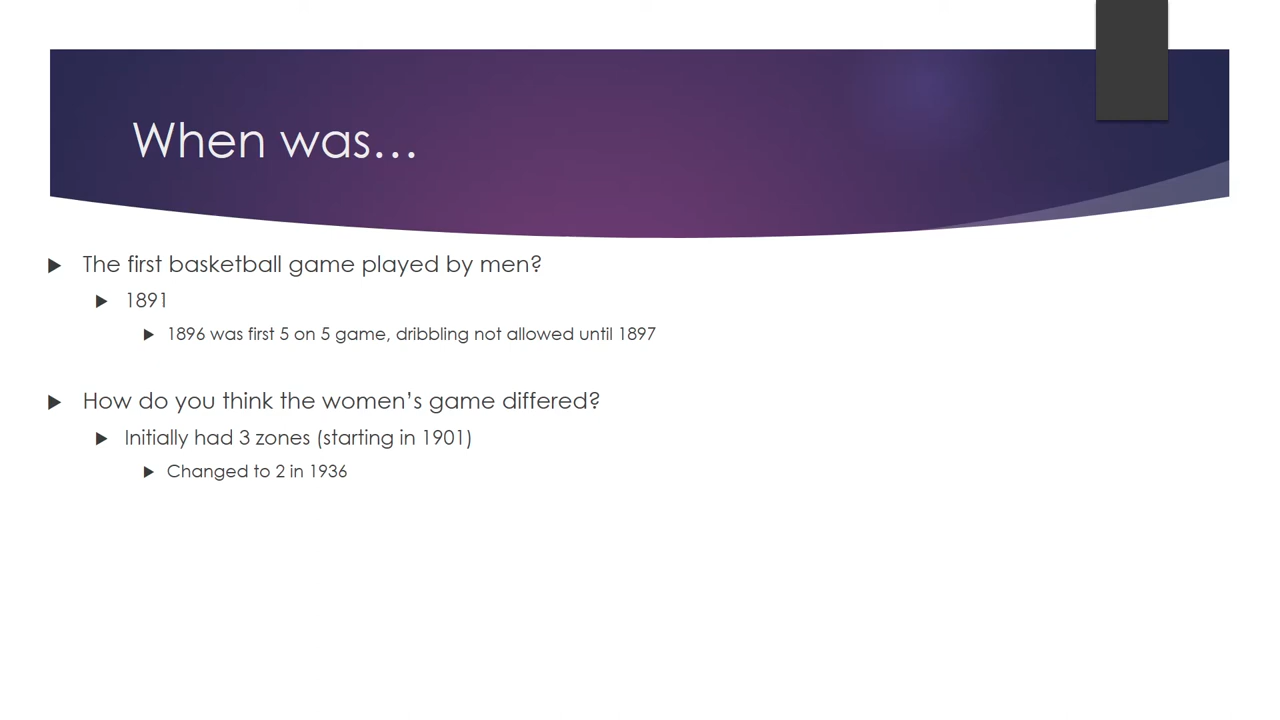 When was…
The first basketball game played by men?
1891
1896 was first 5 on 5 game, dribbling not allowed until 1897
How do you think the women’s game differed?
Initially had 3 zones (starting in 1901)
Changed to 2 in 1936